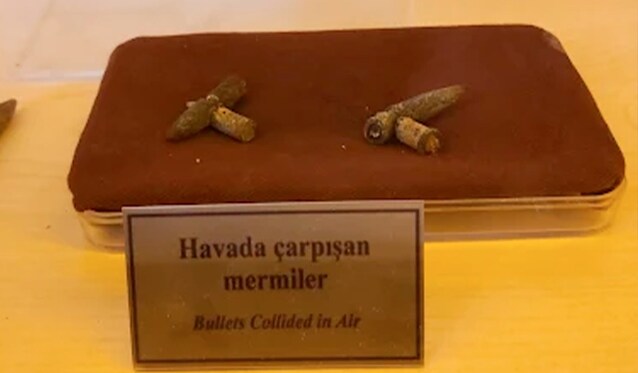 Havada çarpışan
mermiler
Bullets Collided in Air